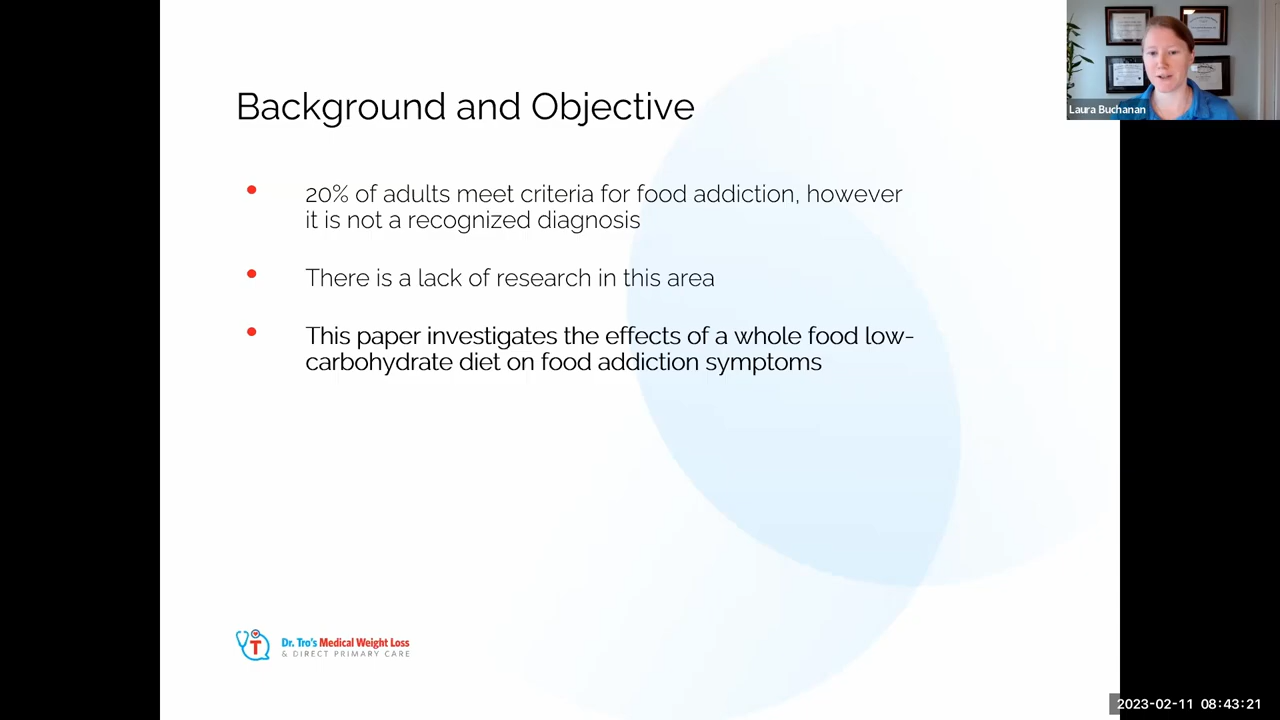 Background and Objective
20% of adults meet criteria for food addiction, however
it is not a recognized diagnosis
There is a lack of research in this area
This paper investigates the effects of a whole food low-
carbohydrate diet on food addiction symptoms
T
Dr. Tro's Medical Weight Loss
& DIRECT PRIMARY CARE
Laura Buchanan
2023-02-11 08:43:21